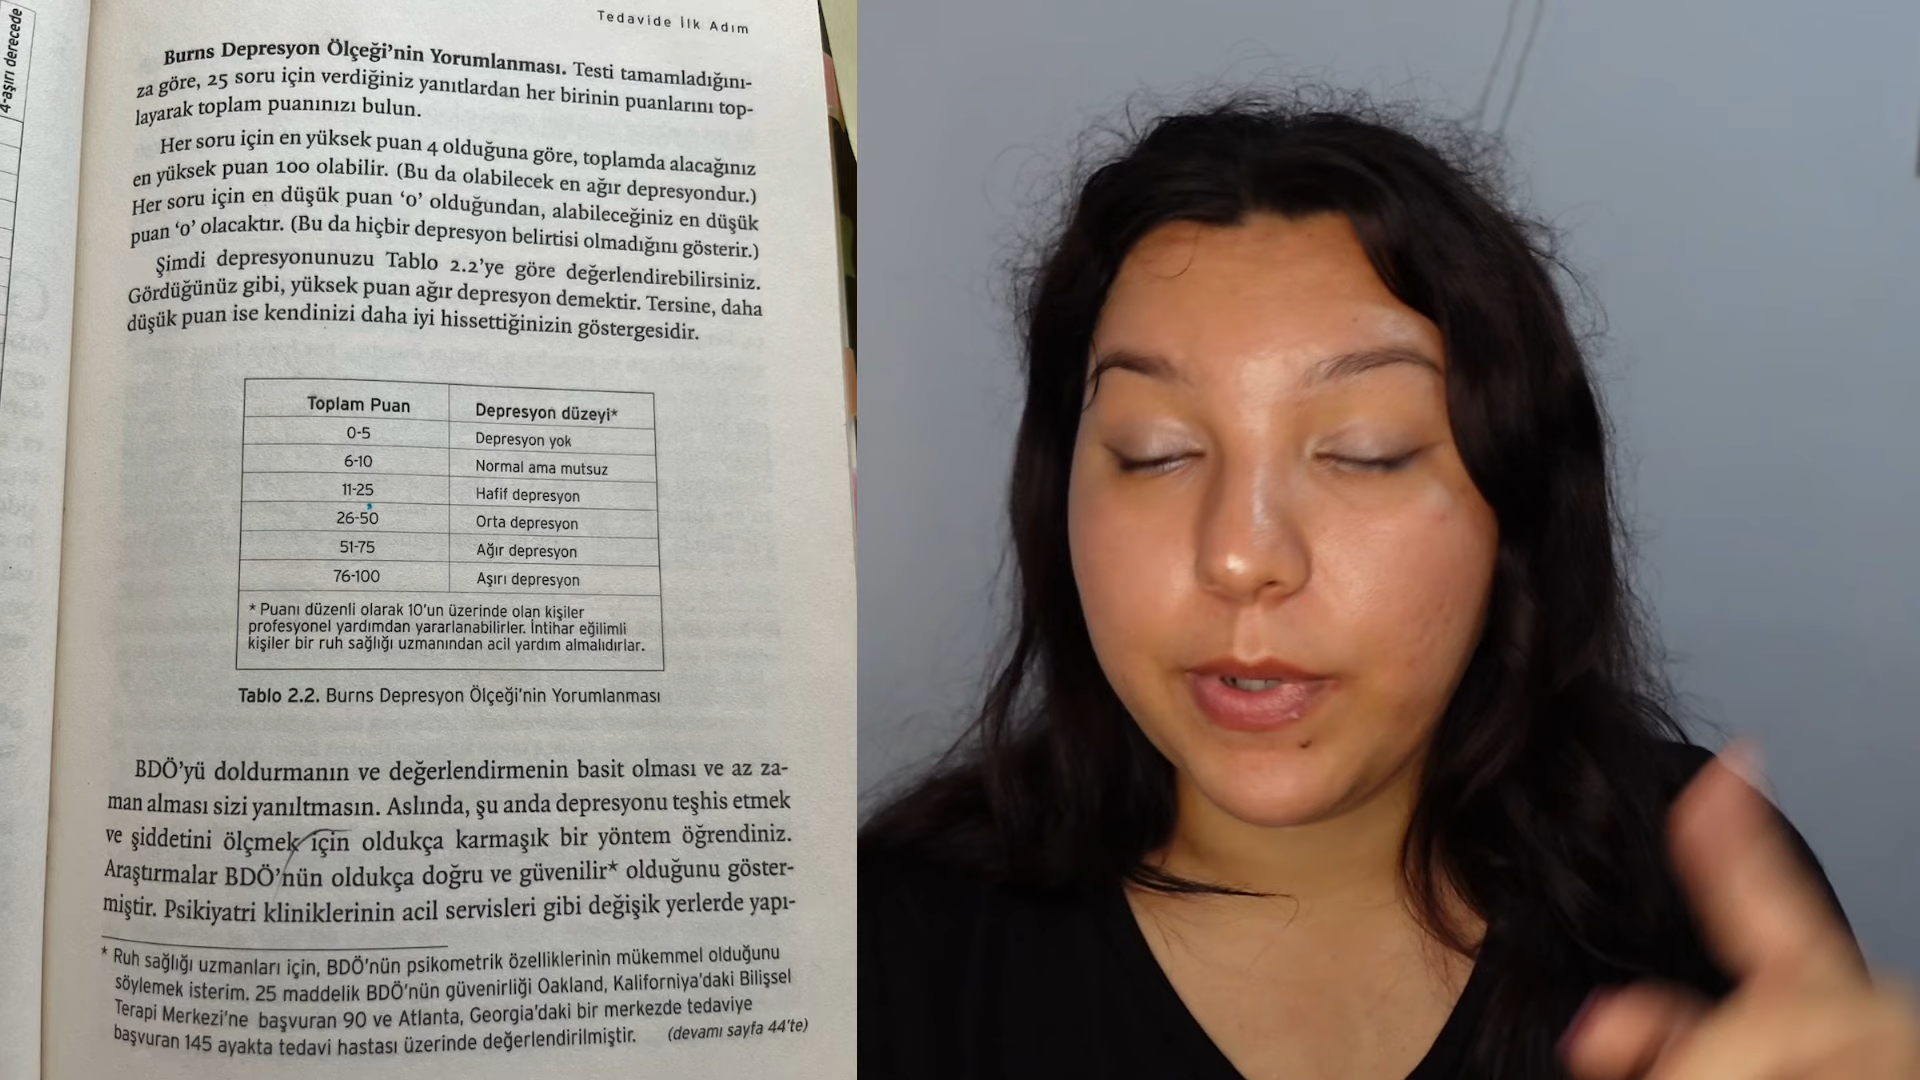 4-aşırı derecede
Tedavide İlk Adım
Burns Depresyon Ölçeği’nin Yorumlanması. Testi tamamladığını-
za göre, 25 soru için verdiğiniz yanıtlardan her birinin puanlarını top-
layarak toplam puanınızı bulun.
Her soru için en yüksek puan 4 olduğuna göre, toplamda alacağınız
en yüksek puan 100 olabilir. (Bu da olabilecek en ağır depresyondur.)
Her soru için en düşük puan ‘0’ olduğundan, alabileceğiniz en düşük
puan ‘0’ olacaktır. (Bu da hiçbir depresyon belirtisi olmadığını gösterir.)
Şimdi depresyonunuzu Tablo 2.2’ye göre değerlendirebilirsiniz.
Gördüğünüz gibi, yüksek puan ağır depresyon demektir. Tersine, daha
düşük puan ise kendinizi daha iyi hissettiğinizin göstergesidir.
Toplam Puan Depresyon düzeyi*
0-5 Depresyon yok
6-10 Normal ama mutsuz
11-25 Hafif depresyon
26-50 Orta depresyon
51-75 Ağır depresyon
76-100 Aşırı depresyon
* Puanı düzenli olarak 10’un üzerinde olan kişiler
profesyonel yardımdan yararlanabilirler. İntihar eğilimli
kişiler bir ruh sağlığı uzmanından acil yardım almalıdırlar.
Tablo 2.2. Burns Depresyon Ölçeği’nin Yorumlanması
BDÖ’yü doldurmanın ve değerlendirmenin basit olması ve az za-
man alması sizi yanıltmasın. Aslında, şu anda depresyonu teşhis etmek
ve şiddetini ölçmek için oldukça karmaşık bir yöntem öğrendiniz.
Araştırmalar BDÖ’nün oldukça doğru ve güvenilir* olduğunu göster-
miştir. Psikiyatri kliniklerinin acil servisleri gibi değişik yerlerde yapı-
* Ruh sağlığı uzmanları için, BDÖ’nün psikometrik özelliklerinin mükemmel olduğunu
söylemek isterim. 25 maddelik BDÖ’nün güvenirliği Oakland, Kaliforniya’daki Bilişsel
Terapi Merkezi’ne başvuran 90 ve Atlanta, Georgia’daki bir merkezde tedaviye
başvuran 145 ayakta tedavi hastası üzerinde değerlendirilmiştir. (devamı sayfa 44’te)